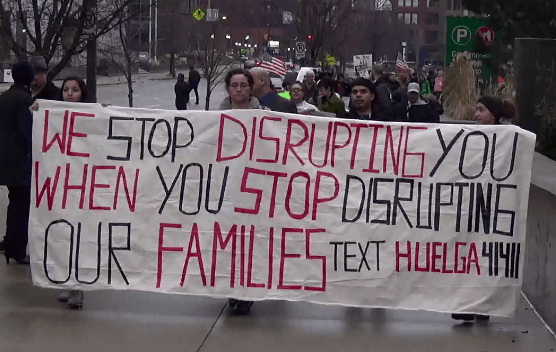 WE STOP DISRUPTING YOU
WHEN YOU STOP DISRUPTING
OUR FAMILIES TEXT HUELGA 41411
P